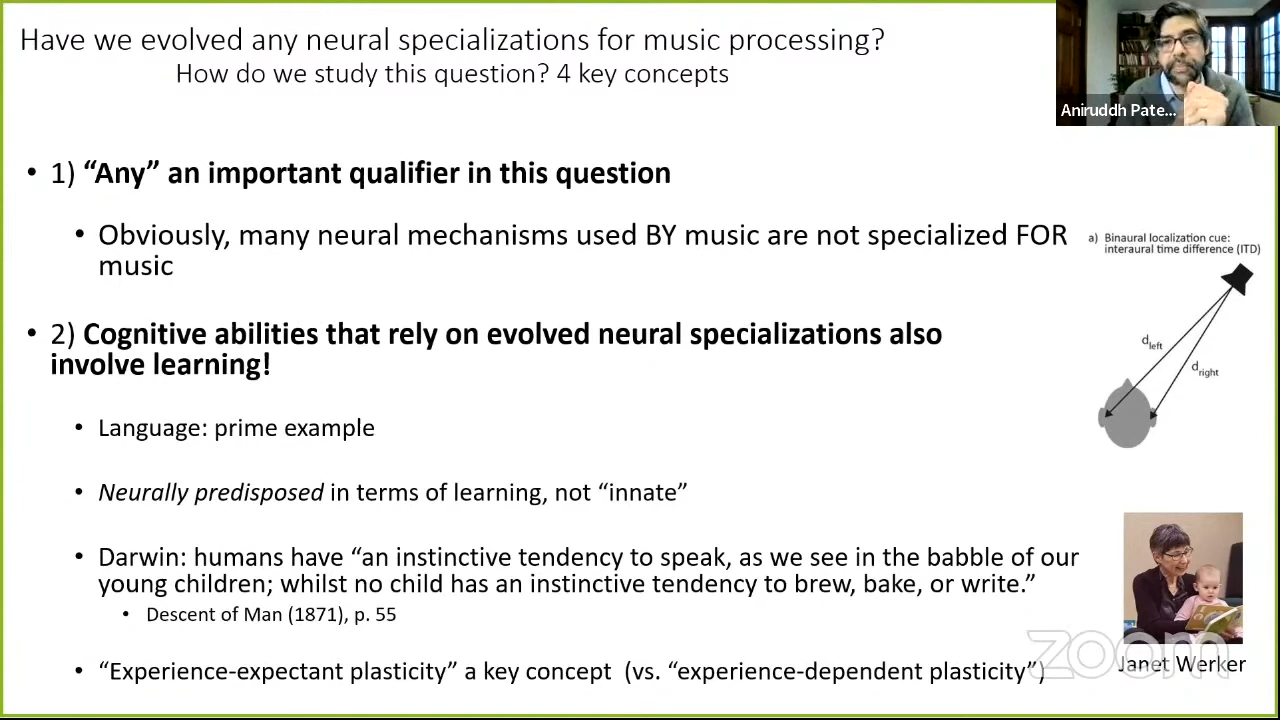 Have we evolved any neural specializations for music processing?
How do we study this question? 4 key concepts
Aniruddh Pate...
• 1) “Any” an important qualifier in this question
• Obviously, many neural mechanisms used BY music are not specialized FOR
music
a) Binaural localization cue:
interaural time difference (ITD)
dleft
dright
• 2) Cognitive abilities that rely on evolved neural specializations also
involve learning!
• Language: prime example
• Neurally predisposed in terms of learning, not “innate”
• Darwin: humans have “an instinctive tendency to speak, as we see in the babble of our
young children; whilst no child has an instinctive tendency to brew, bake, or write.”
• Descent of Man (1871), p. 55
• “Experience-expectant plasticity” a key concept (vs. “experience-dependent plasticity”)
zoom
Janet Werker